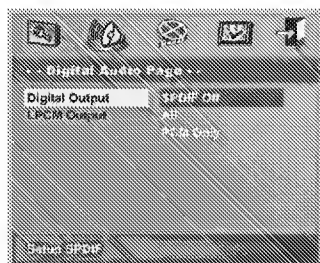 - - Digital Audio Page - -
Digital Output SPDIF Off
LPCM Output All
PCM Only
Setup SPDIF